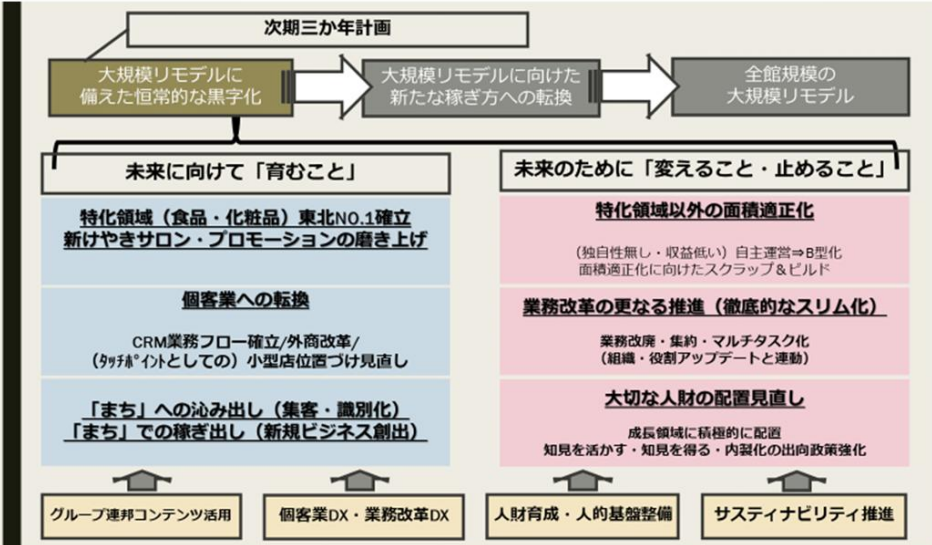 次期三か年計画
大規模リモデルに
備えた恒常的な黒字化
大規模リモデルに向けた
新たな稼ぎ方への転換
全館規模の
大規模リモデル
未来に向けて「育むこと」
特化領域（食品・化粧品）東北NO.1確立
新けやきサロン・プロモーションの磨き上げ
個客業への転換
CRM業務フロー確立/外商改革/
（ﾀｯﾁﾎﾟｲﾝﾄとしての）小型店位置づけ見直し
「まち」への沁み出し（集客・識別化）
「まち」での稼ぎ出し（新規ビジネス創出）
未来のために「変えること・止めること」
特化領域以外の面積適正化
（独自性無し・収益低い）自主運営⇒B型化
面積適正化に向けたスクラップ＆ビルド
業務改革の更なる推進（徹底的なスリム化）
業務改廃・集約・マルチタスク化
（組織・役割アップデートと連動）
大切な人財の配置見直し
成長領域に積極的に配置
知見を活かす・知見を得る・内製化の出向政策強化
グループ連邦コンテンツ活用
個客業DX・業務改革DX
人財育成・人的基盤整備
サスティナビリティ推進